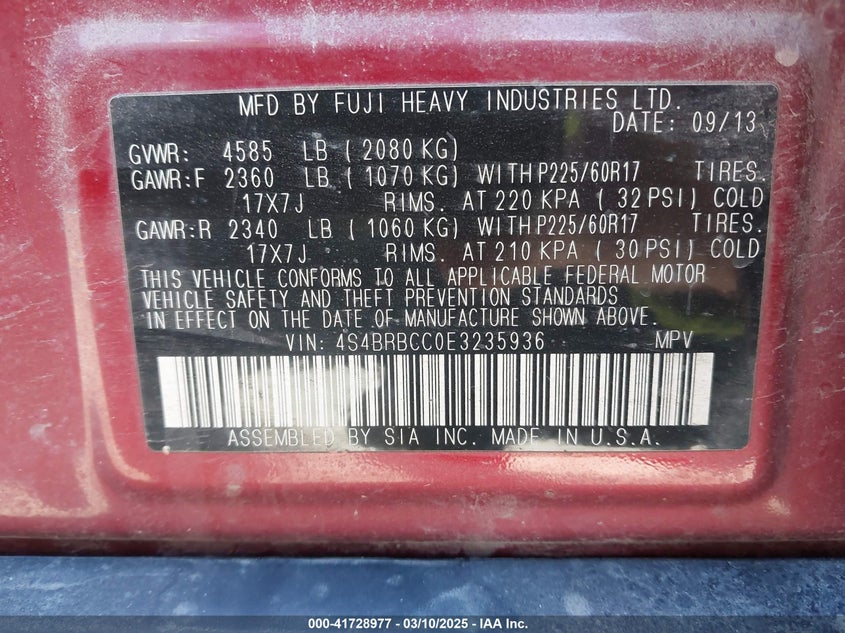 MFD BY FUJI HEAVY INDUSTRIES LTD.
DATE: 09/13
GVWR: 4585 LB ( 2080 KG)
GAWR:F 2360 LB ( 1070 KG) WITH P225/60R17 TIRES.
17X7J RIMS. AT 220 KPA ( 32 PSI) COLD
GAWR:R 2340 LB ( 1060 KG) WITH P225/60R17 TIRES.
17X7J RIMS. AT 210 KPA ( 30 PSI) COLD
THIS VEHICLE CONFORMS TO ALL APPLICABLE FEDERAL MOTOR
VEHICLE SAFETY AND THEFT PREVENTION STANDARDS
IN EFFECT ON THE DATE OF MANUFACTURE SHOWN ABOVE.
VIN: 4S4BRBCC0E3235936 MPV
ASSEMBLED BY SIA INC. MADE IN U.S.A.
000-41728977 - 03/10/2025 - © IAA Inc.